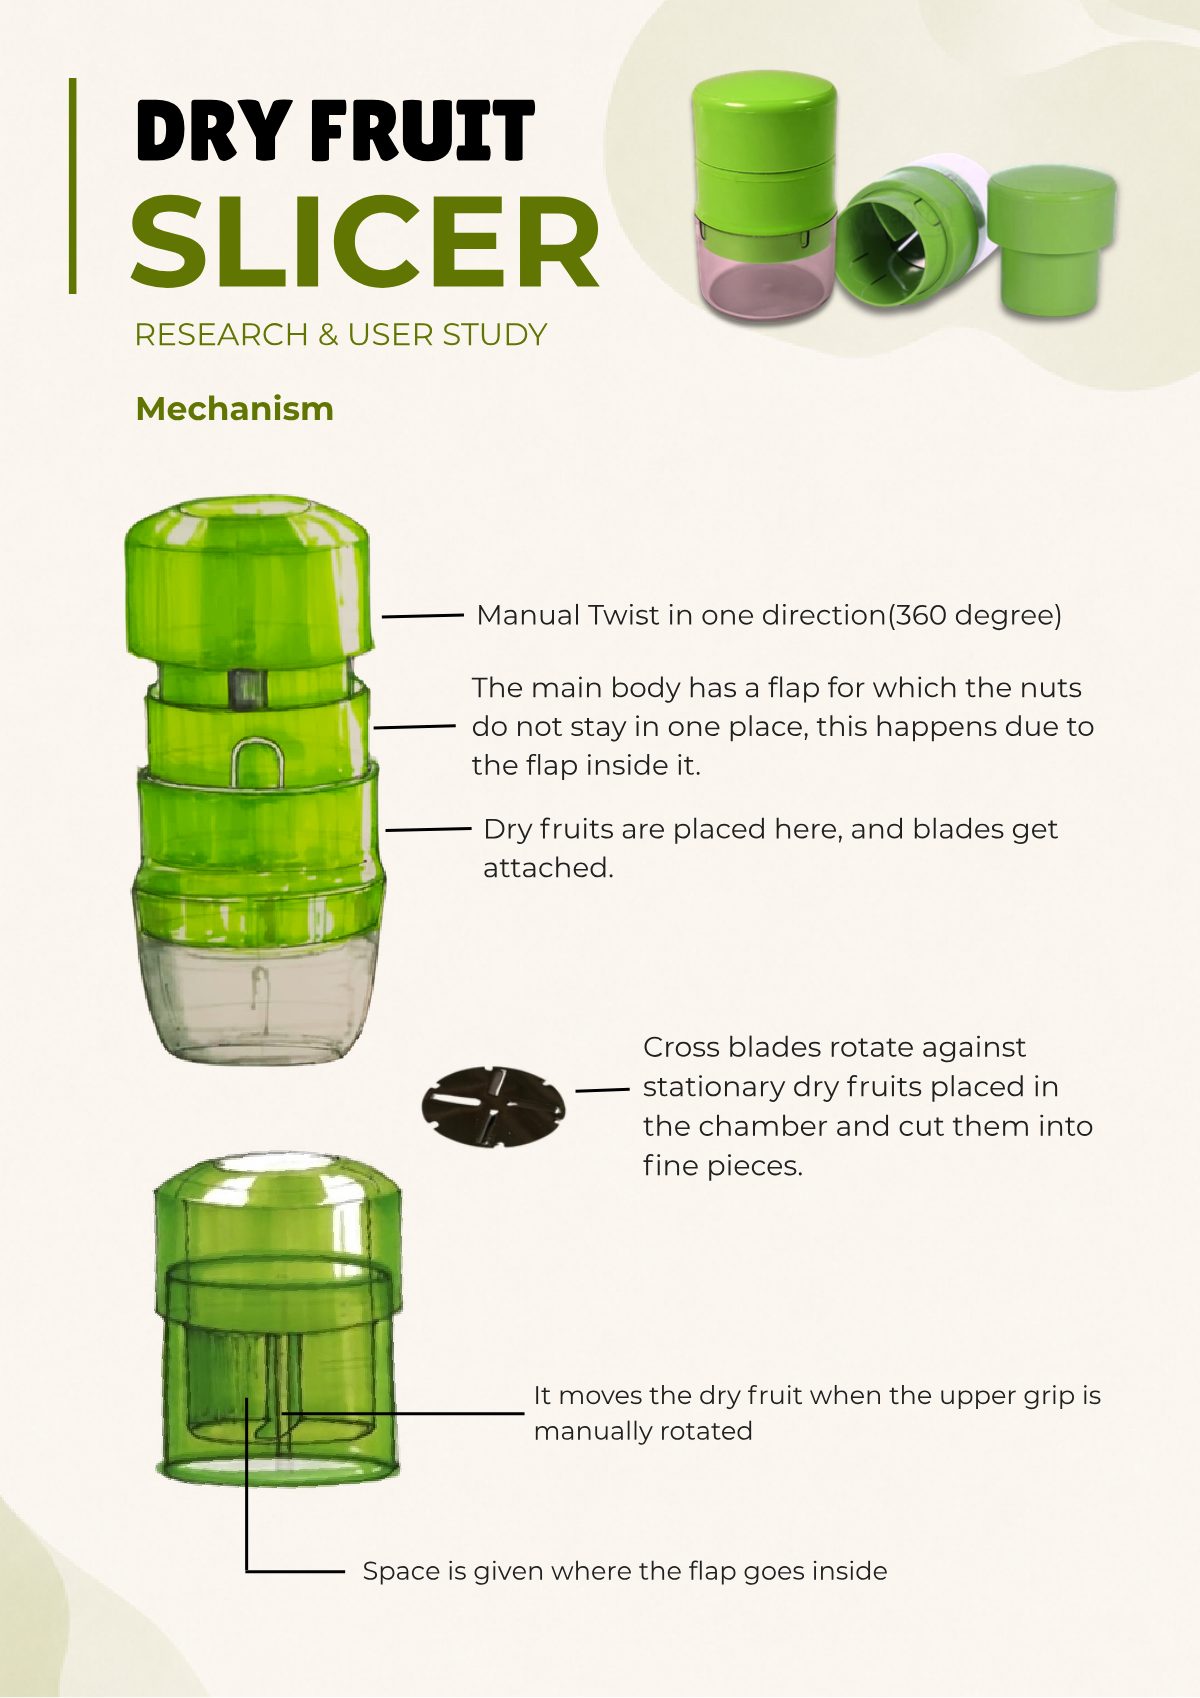 DRY FRUIT
SLICER
RESEARCH & USER STUDY
Mechanism
Manual Twist in one direction(360 degree)
The main body has a flap for which the nuts
do not stay in one place, this happens due to
the flap inside it.
Dry fruits are placed here, and blades get
attached.
Cross blades rotate against
stationary dry fruits placed in
the chamber and cut them into
fine pieces.
It moves the dry fruit when the upper grip is
manually rotated
Space is given where the flap goes inside